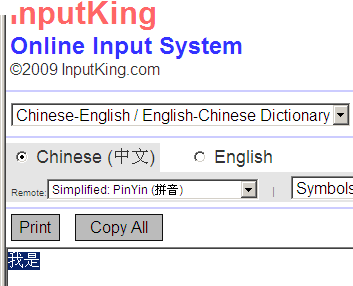 InputKing
Online Input System
©2009 InputKing.com
Chinese-English / English-Chinese Dictionary
Chinese (中文) English
Remote: Simplified: PinYin (拼音) | Symbols
Print Copy All
我是